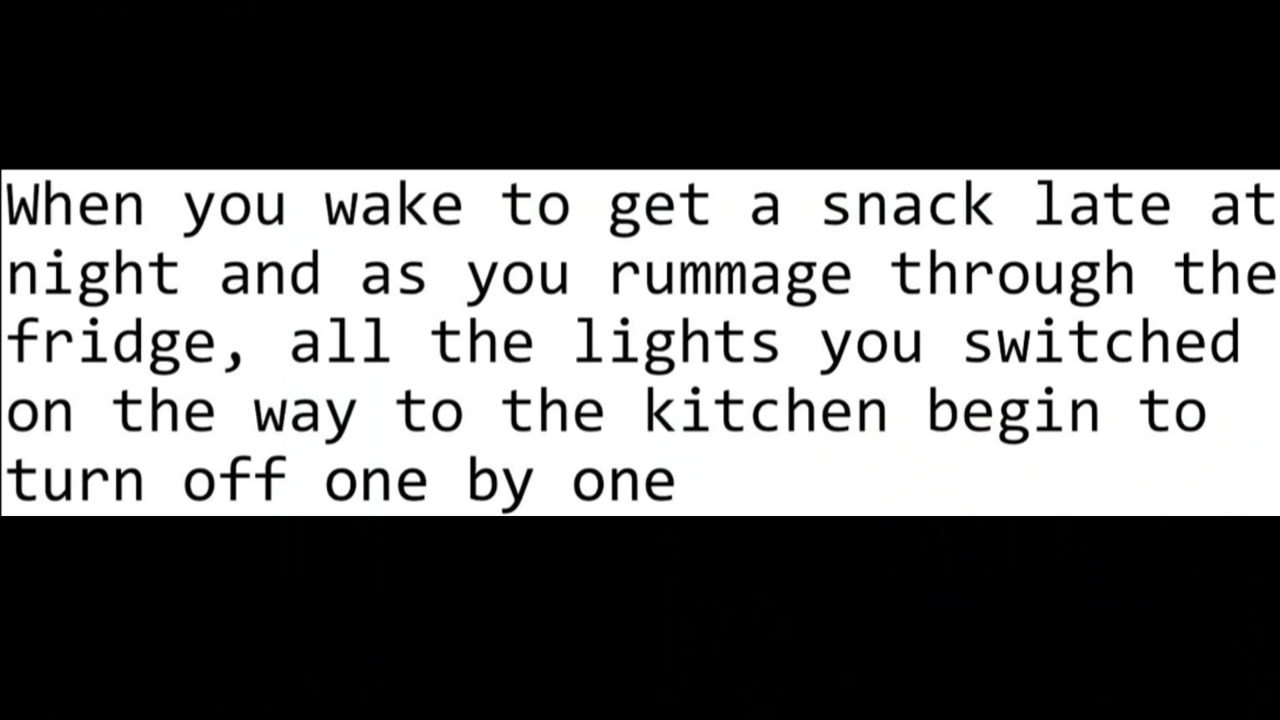 When you wake to get a snack late at
night and as you rummage through the
fridge, all the lights you switched
on the way to the kitchen begin to
turn off one by one